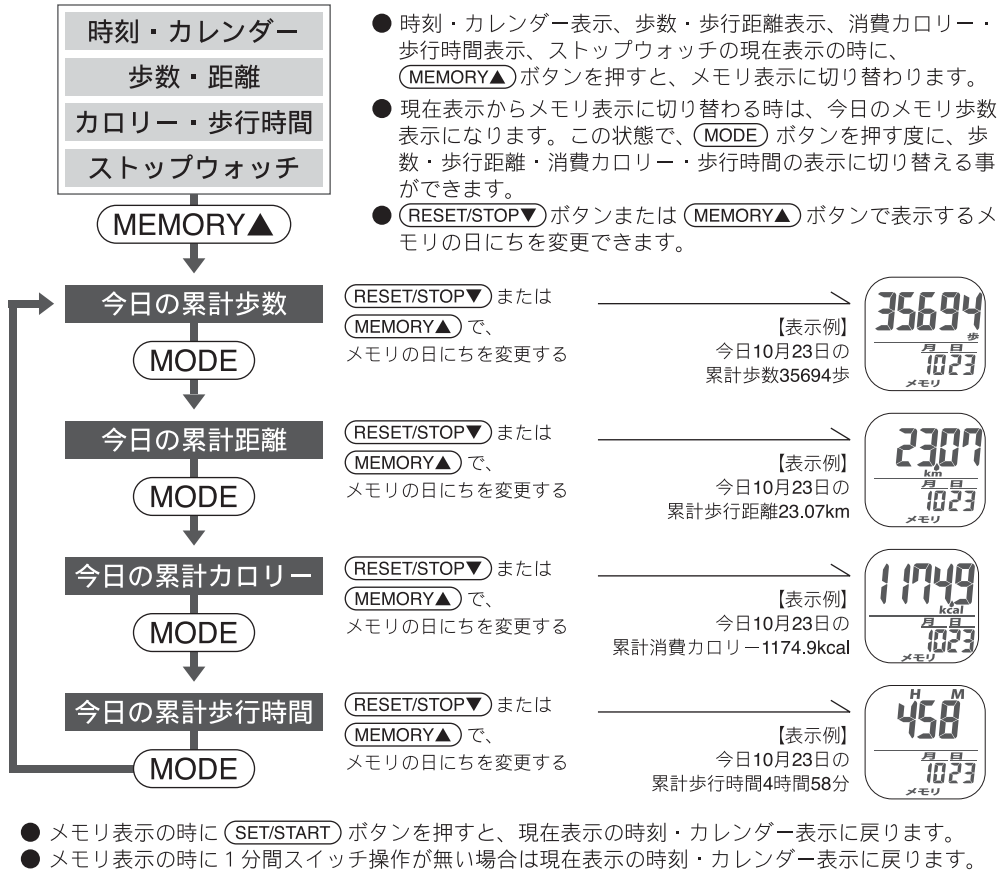 時刻・カレンダー
歩数・距離
カロリー・歩行時間
ストップウォッチ
MEMORY▲
● 時刻・カレンダー表示、歩数・歩行距離表示、消費カロリー・
歩行時間表示、ストップウォッチの現在表示の時に、
MEMORY▲ ボタンを押すと、メモリ表示に切り替わります。
● 現在表示からメモリ表示に切り替わる時は、今日のメモリ歩数
表示になります。この状態で、MODE ボタンを押す度に、歩
数・歩行距離・消費カロリー・歩行時間の表示に切り替える事
ができます。
● RESET/STOP▼ ボタンまたは MEMORY▲ ボタンで表示するメ
モリの日にちを変更できます。
今日の累計歩数
MODE
RESET/STOP▼ または
MEMORY▲ で、
メモリの日にちを変更する
【表示例】
今日10月23日の
累計歩数35694歩
35694
歩
月 日
10 23
メモリ
今日の累計距離
MODE
RESET/STOP▼ または
MEMORY▲ で、
メモリの日にちを変更する
【表示例】
今日10月23日の
累計歩行距離23.07km
23.07
km
月 日
10 23
メモリ
今日の累計カロリー
MODE
RESET/STOP▼ または
MEMORY▲ で、
メモリの日にちを変更する
【表示例】
今日10月23日の
累計消費カロリー1174.9kcal
1174.9
kcal
月 日
10 23
メモリ
今日の累計歩行時間
MODE
RESET/STOP▼ または
MEMORY▲ で、
メモリの日にちを変更する
【表示例】
今日10月23日の
累計歩行時間4時間58分
H M
4 58
月 日
10 23
メモリ
● メモリ表示の時に SET/START ボタンを押すと、現在表示の時刻・カレンダー表示に戻ります。
● メモリ表示の時に1分間スイッチ操作が無い場合は現在表示の時刻・カレンダー表示に戻ります。